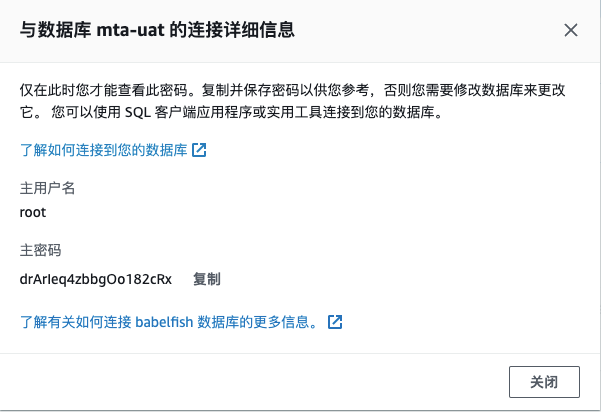 与数据库 mta-uat 的连接详细信息
仅在此时您才能查看此密码。复制并保存密码以供您参考，否则您需要修改数据库来更改
它。 您可以使用 SQL 客户端应用程序或实用工具连接到您的数据库。
了解如何连接到您的数据库
主用户名
root
主密码
drArIeq4zbbgOo182cRx 复制
了解有关如何连接 babelfish 数据库的更多信息。
关闭